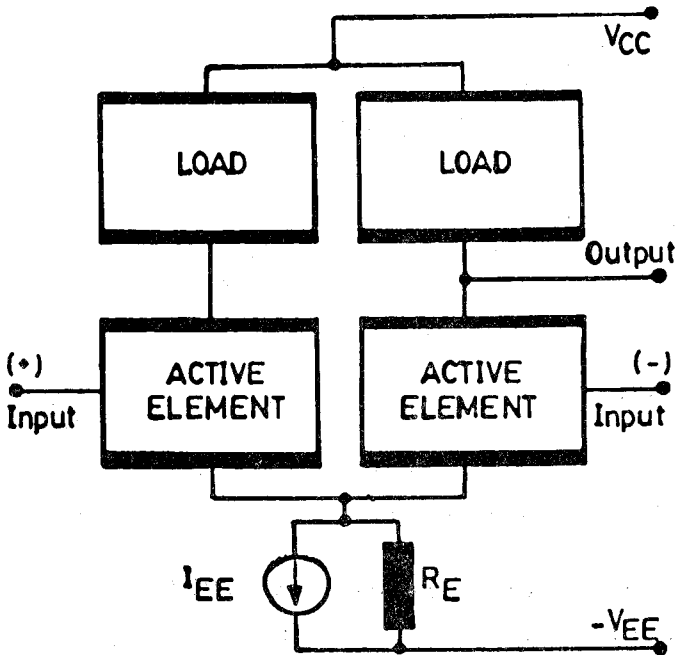 VCC
LOAD
LOAD
Output
(+)
Input
ACTIVE
ELEMENT
ACTIVE
ELEMENT
(-)
Input
IEE
RE
-VEE